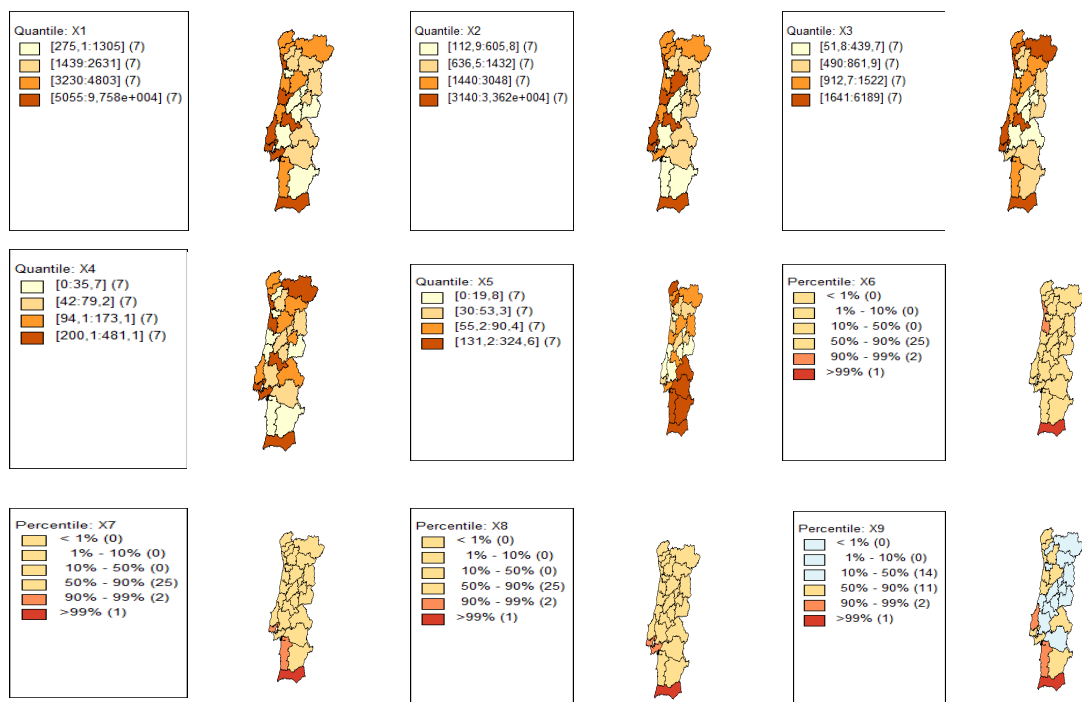 Quantile: X1
[275,1:1305] (7)
[1439:2631] (7)
[3230:4803] (7)
[5055:9,758e+004] (7)
Quantile: X2
[112,9:605,8] (7)
[636,5:1432] (7)
[1440:3048] (7)
[3140:3,362e+004] (7)
Quantile: X3
[51,8:439,7] (7)
[490:861,9] (7)
[912,7:1522] (7)
[1641:6189] (7)
Quantile: X4
[0:35,7] (7)
[42:79,2] (7)
[94,1:173,1] (7)
[200,1:481,1] (7)
Quantile: X5
[0:19,8] (7)
[30:53,3] (7)
[55,2:90,4] (7)
[131,2:324,6] (7)
Percentile: X6
< 1% (0)
1% - 10% (0)
10% - 50% (0)
50% - 90% (25)
90% - 99% (2)
>99% (1)
Percentile: X7
< 1% (0)
1% - 10% (0)
10% - 50% (0)
50% - 90% (25)
90% - 99% (2)
>99% (1)
Percentile: X8
< 1% (0)
1% - 10% (0)
10% - 50% (0)
50% - 90% (25)
90% - 99% (2)
>99% (1)
Percentile: X9
< 1% (0)
1% - 10% (0)
10% - 50% (14)
50% - 90% (11)
90% - 99% (2)
>99% (1)